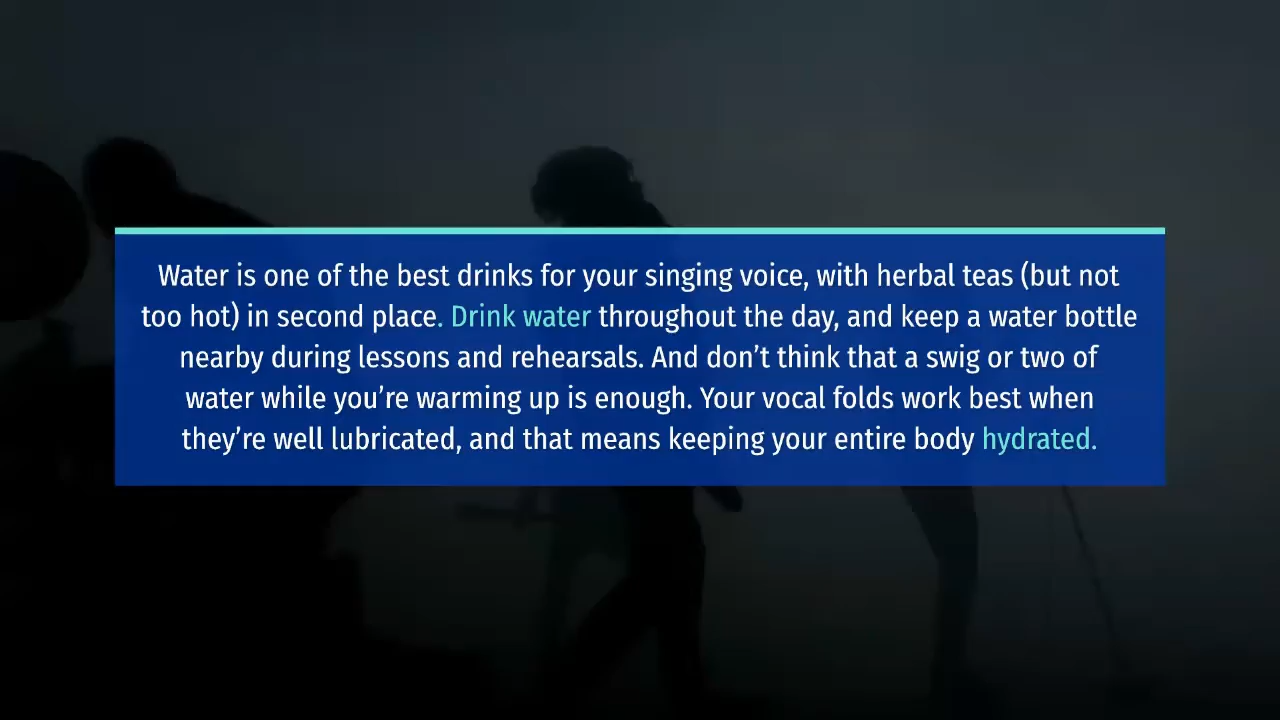 Water is one of the best drinks for your singing voice, with herbal teas (but not
too hot) in second place. Drink water throughout the day, and keep a water bottle
nearby during lessons and rehearsals. And don’t think that a swig or two of
water while you’re warming up is enough. Your vocal folds work best when
they’re well lubricated, and that means keeping your entire body hydrated.